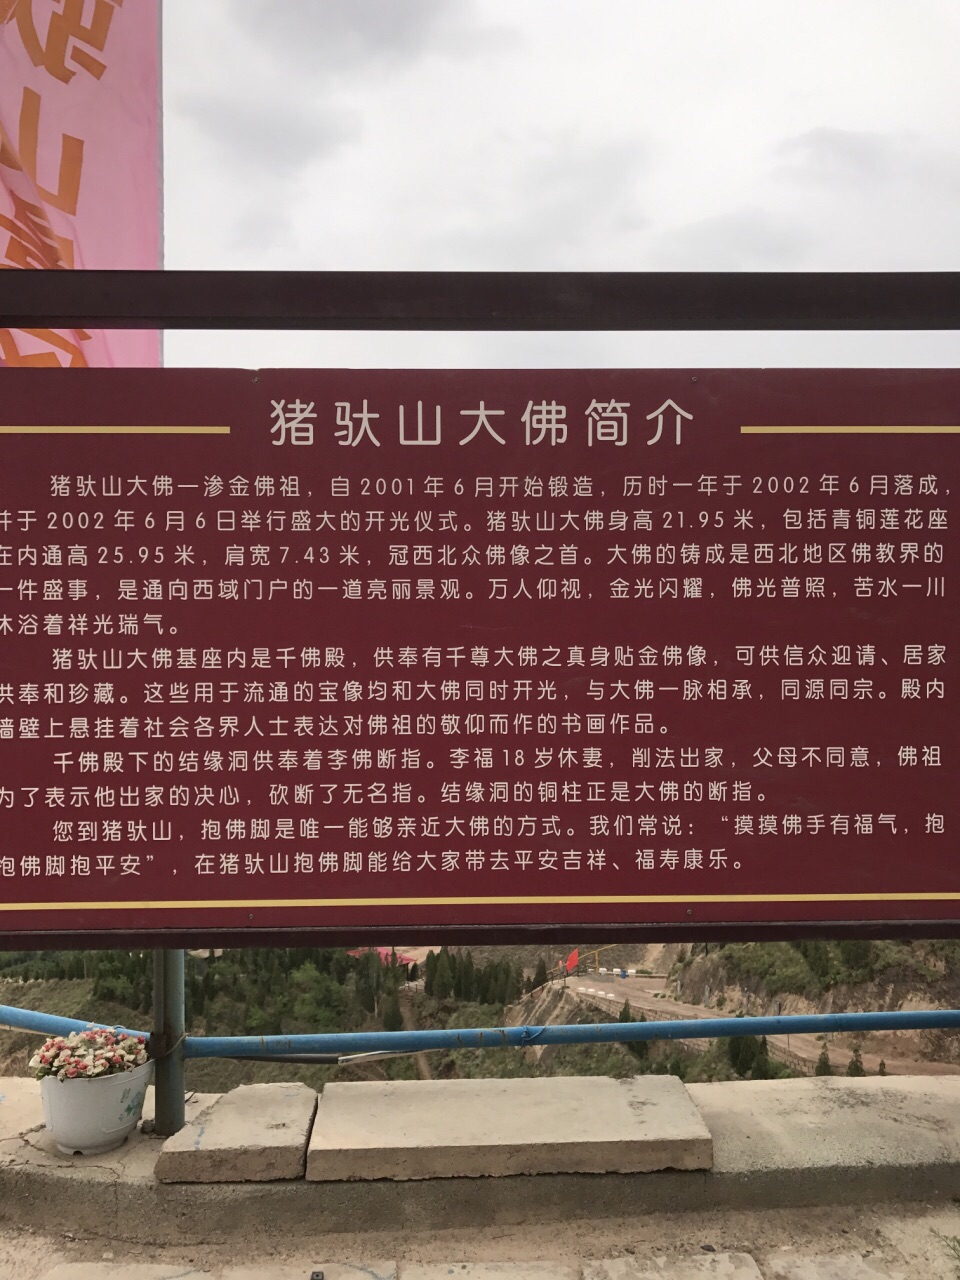 猪驮山大佛简介
猪驮山大佛—渗金佛祖，自2001年6月开始锻造，历时一年于2002年6月落成，
并于2002年6月6日举行盛大的开光仪式。猪驮山大佛身高21.95米，包括青铜莲花座
在内通高25.95米，肩宽7.43米，冠西北众佛像之首。大佛的铸成是西北地区佛教界的
一件盛事，是通向西域门户的一道亮丽景观。万人仰视，金光闪耀，佛光普照，苦水一川
沐浴着祥光瑞气。
猪驮山大佛基座内是千佛殿，供奉有千尊大佛之真身贴金佛像，可供信众迎请、居家
供奉和珍藏。这些用于流通的宝像均和大佛同时开光，与大佛一脉相承，同源同宗。殿内
墙壁上悬挂着社会各界人士表达对佛祖的敬仰而作的书画作品。
千佛殿下的结缘洞供奉着李佛断指。李福18岁休妻，削法出家，父母不同意，佛祖
为了表示他出家的决心，砍断了无名指。结缘洞的铜柱正是大佛的断指。
您到猪驮山，抱佛脚是唯一能够亲近大佛的方式。我们常说：“摸摸佛手有福气，抱
抱佛脚抱平安”，在猪驮山抱佛脚能给大家带去平安吉祥、福寿康乐。